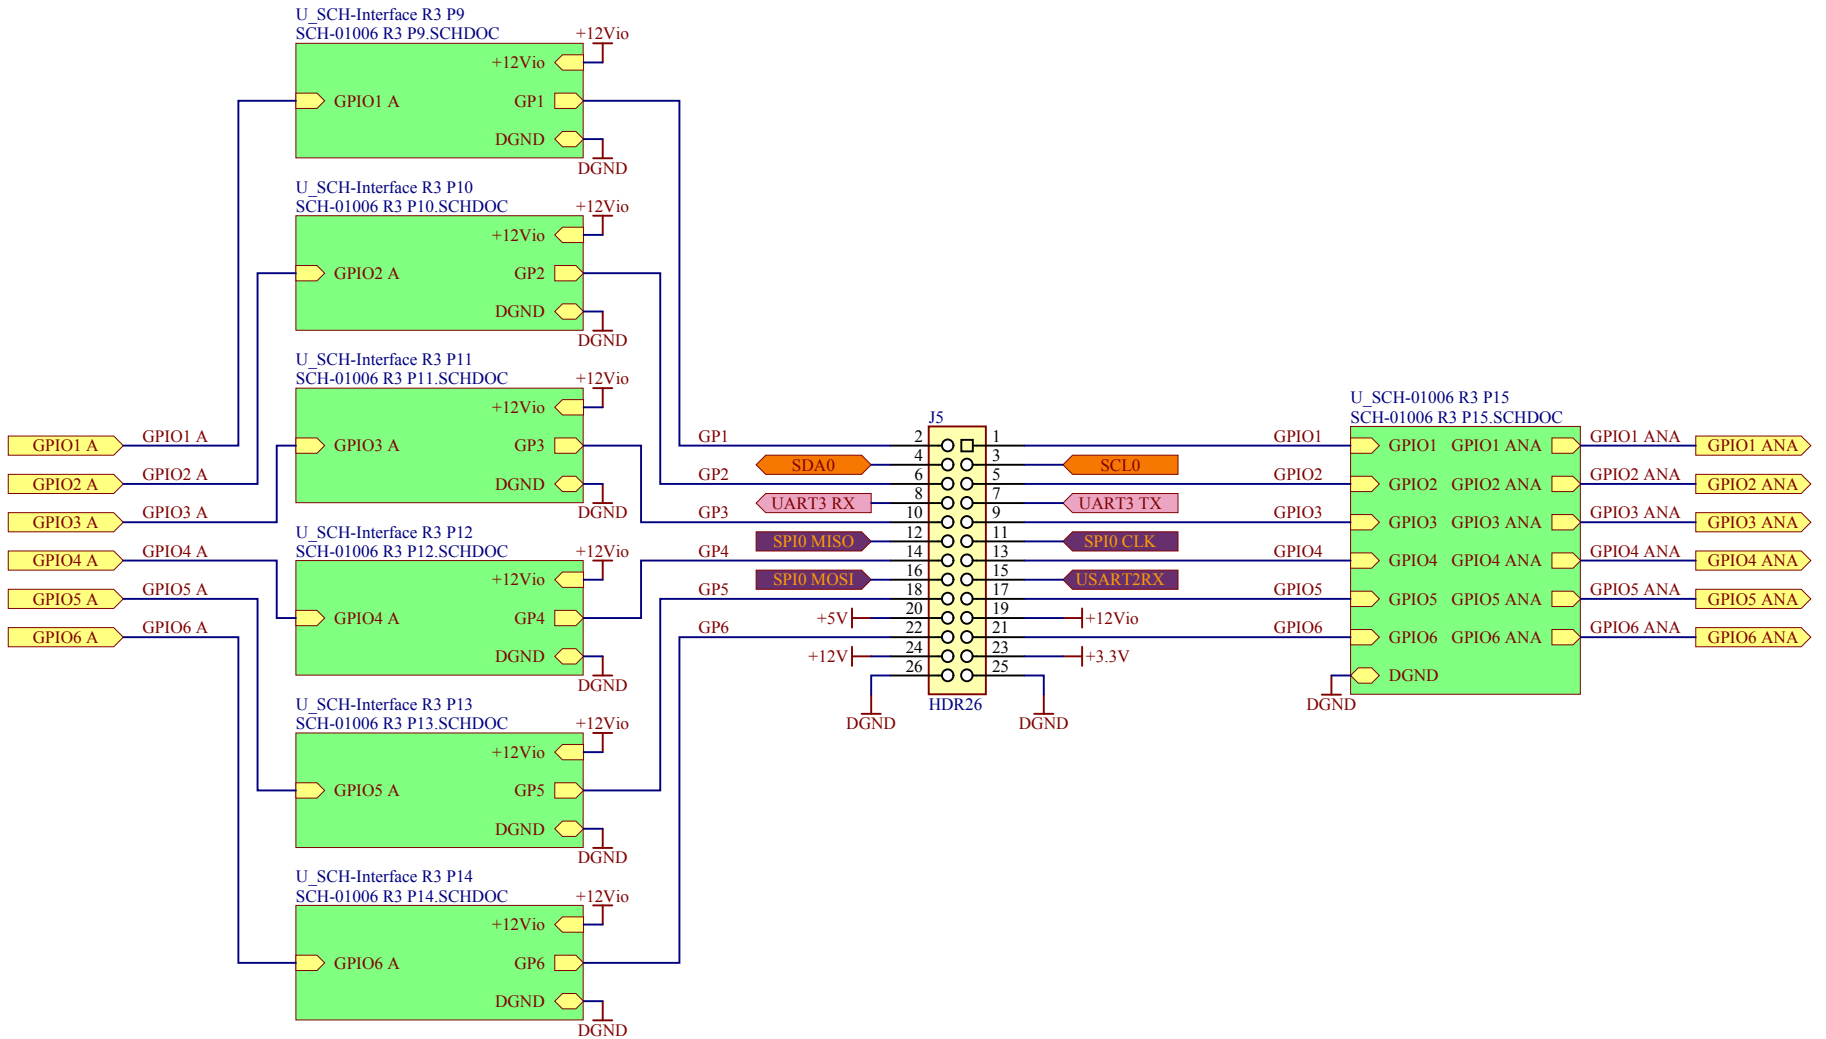 U_SCH-Interface R3 P9
SCH-01006 R3 P9.SCHDOC
+12Vio
+12Vio
GPIO1 A
GP1
DGND
DGND
U_SCH-Interface R3 P10
SCH-01006 R3 P10.SCHDOC
+12Vio
+12Vio
GPIO2 A
GP2
DGND
DGND
U_SCH-Interface R3 P11
SCH-01006 R3 P11.SCHDOC
+12Vio
+12Vio
GPIO3 A
GP3
DGND
DGND
U_SCH-Interface R3 P12
SCH-01006 R3 P12.SCHDOC
+12Vio
+12Vio
GPIO4 A
GP4
DGND
DGND
U_SCH-Interface R3 P13
SCH-01006 R3 P13.SCHDOC
+12Vio
+12Vio
GPIO5 A
GP5
DGND
DGND
U_SCH-Interface R3 P14
SCH-01006 R3 P14.SCHDOC
+12Vio
+12Vio
GPIO6 A
GP6
DGND
DGND
GPIO1 A GPIO1 A
GPIO2 A GPIO2 A
GPIO3 A GPIO3 A
GPIO4 A GPIO4 A
GPIO5 A GPIO5 A
GPIO6 A GPIO6 A
J5
GP1 2 1 GPIO1
SDA0 4 3 SCL0
GP2 6 5 GPIO2
UART3 RX 8 7 UART3 TX
GP3 10 9 GPIO3
SPI0 MISO 12 11 SPI0 CLK
GP4 14 13 GPIO4
SPI0 MOSI 16 15 USART2RX
GP5 18 17 GPIO5
+5V 20 19 +12Vio
GP6 22 21 GPIO6
+12V 24 23 +3.3V
26 25
HDR26
DGND DGND
U_SCH-01006 R3 P15
SCH-01006 R3 P15.SCHDOC
GPIO1 GPIO1 ANA GPIO1 ANA GPIO1 ANA
GPIO2 GPIO2 ANA GPIO2 ANA GPIO2 ANA
GPIO3 GPIO3 ANA GPIO3 ANA GPIO3 ANA
GPIO4 GPIO4 ANA GPIO4 ANA GPIO4 ANA
GPIO5 GPIO5 ANA GPIO5 ANA GPIO5 ANA
GPIO6 GPIO6 ANA GPIO6 ANA GPIO6 ANA
DGND
DGND